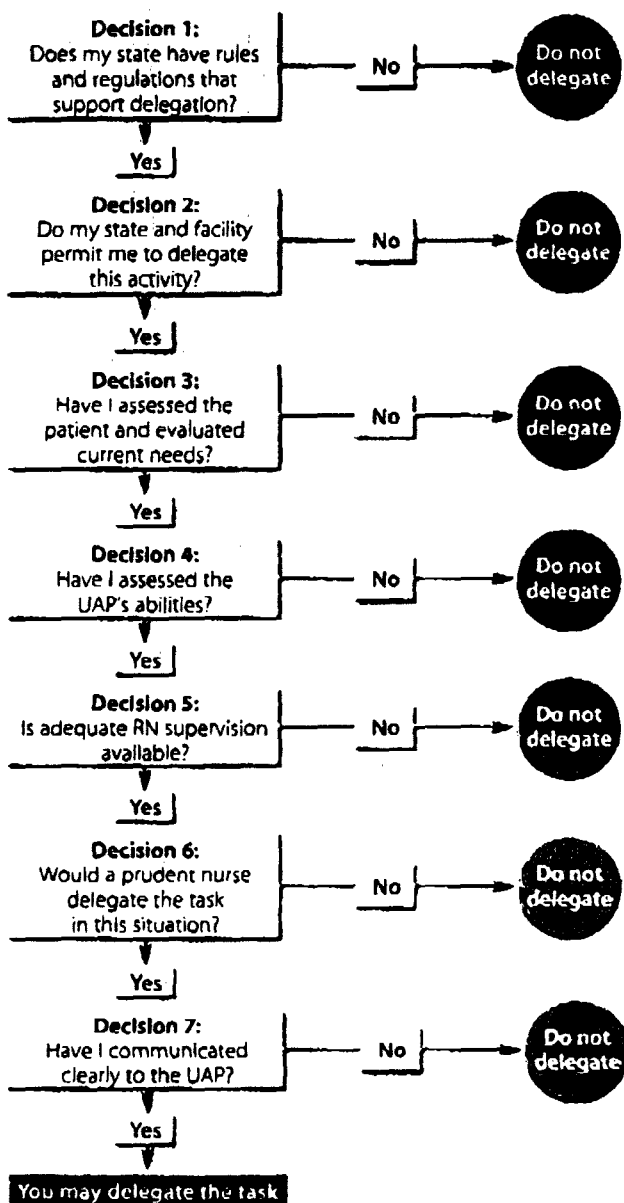 Decision 1:
Does my state have rules
and regulations that
support delegation?
No
Do not
delegate
Yes
Decision 2:
Do my state and facility
permit me to delegate
this activity?
No
Do not
delegate
Yes
Decision 3:
Have I assessed the
patient and evaluated
current needs?
No
Do not
delegate
Yes
Decision 4:
Have I assessed the
UAP's abilities?
No
Do not
delegate
Yes
Decision 5:
Is adequate RN supervision
available?
No
Do not
delegate
Yes
Decision 6:
Would a prudent nurse
delegate the task
in this situation?
No
Do not
delegate
Yes
Decision 7:
Have I communicated
clearly to the UAP?
No
Do not
delegate
Yes
You may delegate the task